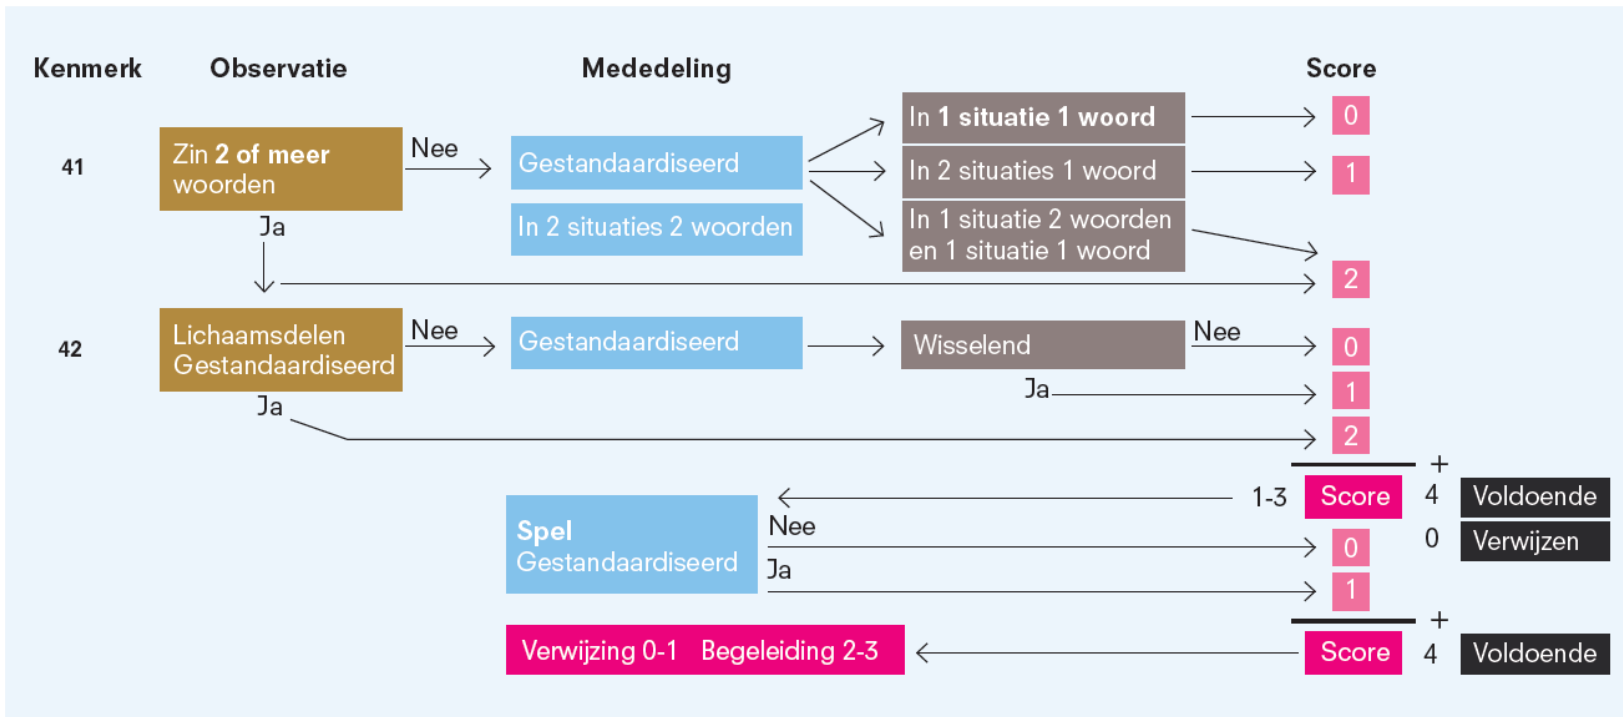 Kenmerk Observatie Mededeling Score
41
Zin 2 of meer
woorden
Nee
Ja
Gestandaardiseerd
In 2 situaties 2 woorden
In 1 situatie 1 woord
In 2 situaties 1 woord
In 1 situatie 2 woorden
en 1 situatie 1 woord
0
1
2
42
Lichaamsdelen
Gestandaardiseerd
Nee
Ja
Gestandaardiseerd
Wisselend
Nee
Ja
0
1
2
+
1-3 Score 4 Voldoende
0 Verwijzen
Spel
Gestandaardiseerd
Nee
Ja
0
1
+
Verwijzing 0-1 Begeleiding 2-3
Score 4 Voldoende